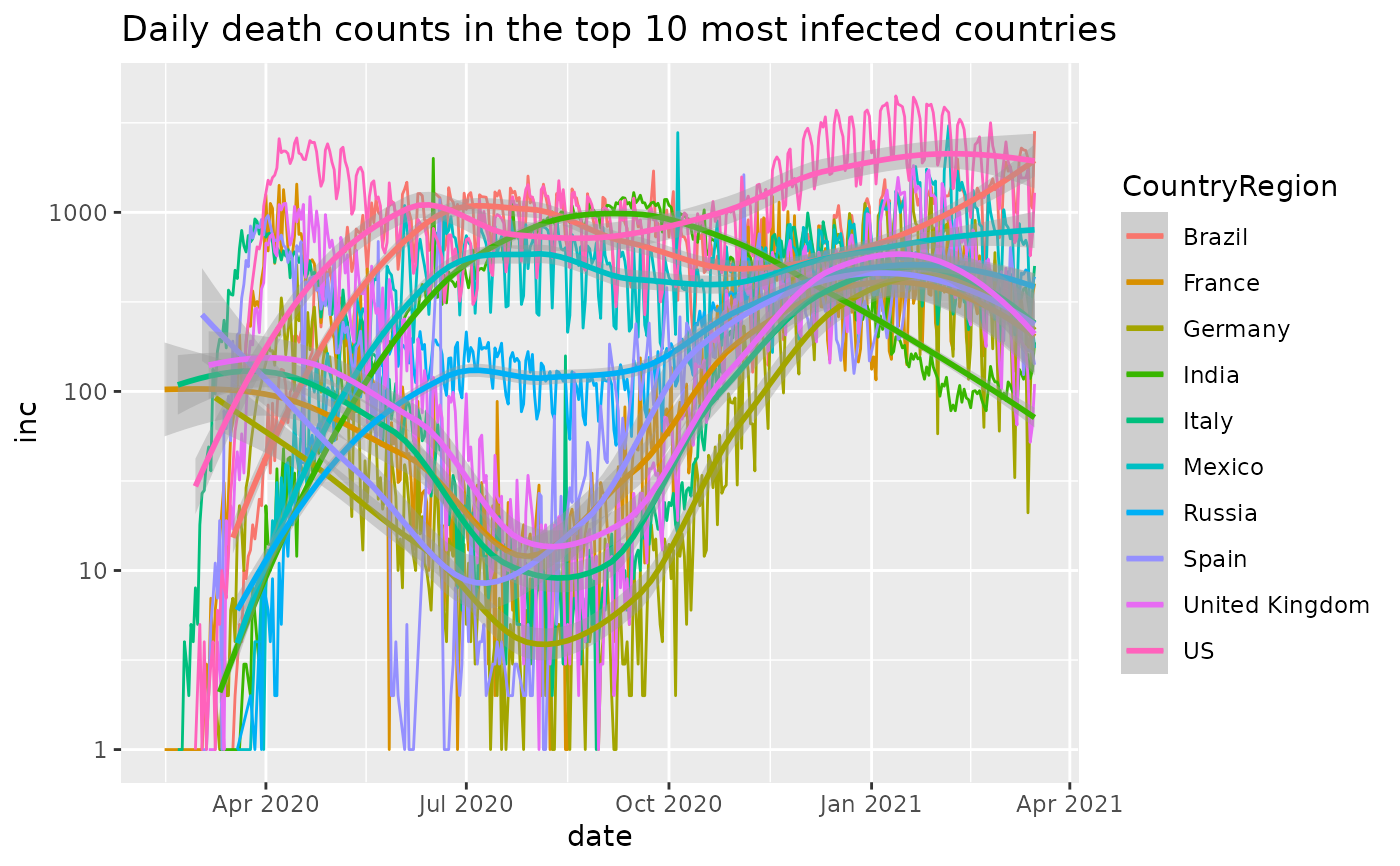 Daily death counts in the top 10 most infected countries
inc
1000
100
10
1
Apr 2020
Jul 2020
Oct 2020
Jan 2021
Apr 2021
date
CountryRegion
Brazil
France
Germany
India
Italy
Mexico
Russia
Spain
United Kingdom
US